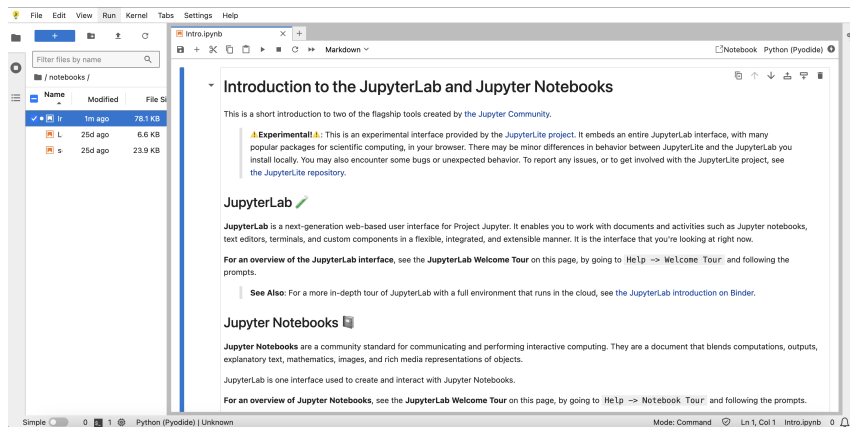 File Edit View Run Kernel Tabs Settings Help
Intro.ipynb
Filter files by name
Markdown
Notebook Python (Pyodide)
/ notebooks /
Name Modified File Si
Ir 1m ago 78.1 KB
L 25d ago 6.6 KB
s 25d ago 23.9 KB
Introduction to the JupyterLab and Jupyter Notebooks
This is a short introduction to two of the flagship tools created by the Jupyter Community.
⚠️Experimental!⚠️: This is an experimental interface provided by the JupyterLite project. It embeds an entire JupyterLab interface, with many
popular packages for scientific computing, in your browser. There may be minor differences in behavior between JupyterLite and the JupyterLab you
install locally. You may also encounter some bugs or unexpected behavior. To report any issues, or to get involved with the JupyterLite project, see
the JupyterLite repository.
JupyterLab
JupyterLab is a next-generation web-based user interface for Project Jupyter. It enables you to work with documents and activities such as Jupyter notebooks,
text editors, terminals, and custom components in a flexible, integrated, and extensible manner. It is the interface that you're looking at right now.
For an overview of the JupyterLab interface, see the JupyterLab Welcome Tour on this page, by going to Help -> Welcome Tour and following the
prompts.
See Also: For a more in-depth tour of JupyterLab with a full environment that runs in the cloud, see the JupyterLab introduction on Binder.
Jupyter Notebooks
Jupyter Notebooks are a community standard for communicating and performing interactive computing. They are a document that blends computations, outputs,
explanatory text, mathematics, images, and rich media representations of objects.
JupyterLab is one interface used to create and interact with Jupyter Notebooks.
For an overview of Jupyter Notebooks, see the JupyterLab Welcome Tour on this page, by going to Help -> Notebook Tour and following the prompts.
Simple 0 1 Python (Pyodide) | Unknown Mode: Command Ln 1, Col 1 Intro.ipynb 0